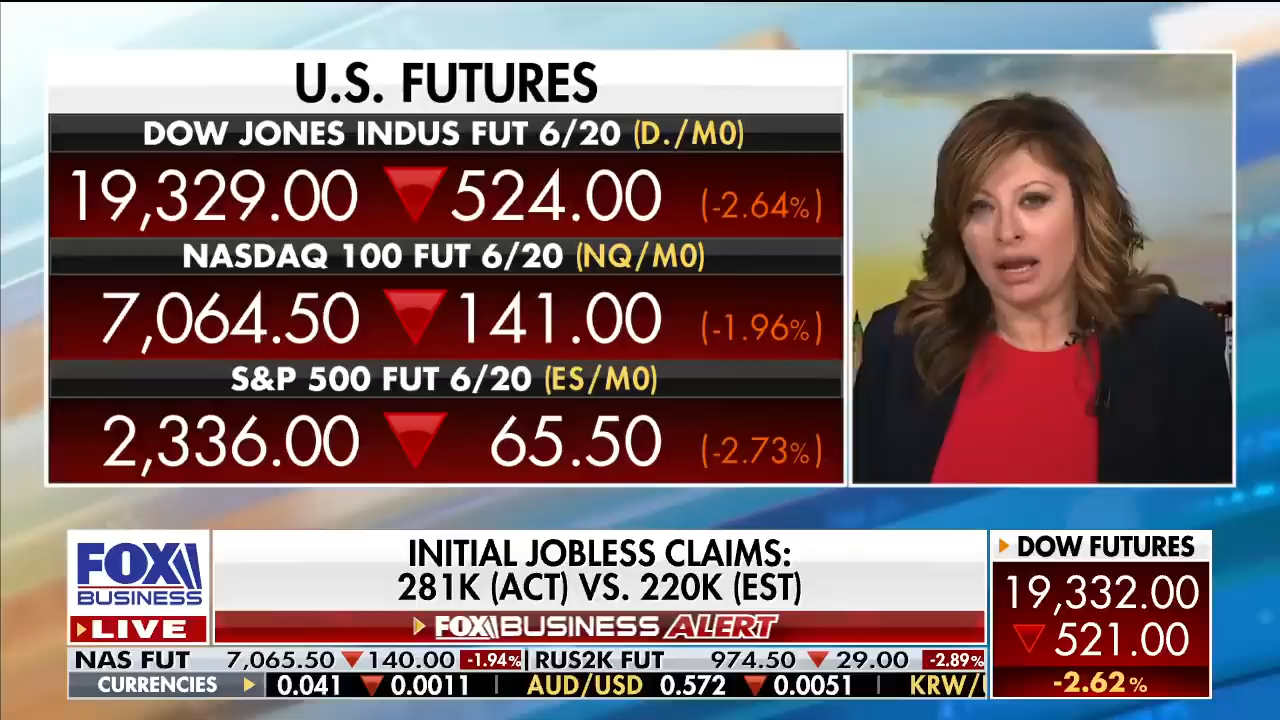 U.S. FUTURES
DOW JONES INDUS FUT 6/20 (D./M0)
19,329.00 524.00 (-2.64%)
NASDAQ 100 FUT 6/20 (NQ/M0)
7,064.50 141.00 (-1.96%)
S&P 500 FUT 6/20 (ES/M0)
2,336.00 65.50 (-2.73%)
FOX
BUSINESS
LIVE
INITIAL JOBLESS CLAIMS:
281K (ACT) VS. 220K (EST)
FOX BUSINESS ALERT
NAS FUT 7,065.50 140.00 -1.94% RUS2K FUT 974.50 29.00 -2.89%
CURRENCIES 0.041 0.0011 AUD/USD 0.572 0.0051 KRW/
DOW FUTURES
19,332.00
521.00
-2.62%